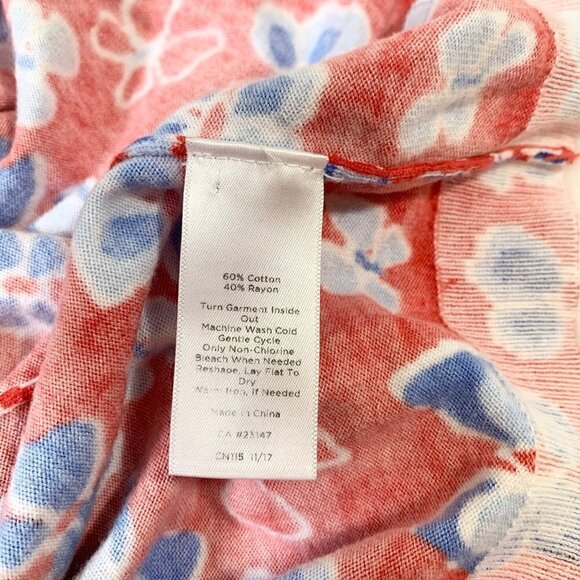 60% Cotton
40% Rayon
Turn Garment Inside
Out
Machine Wash Cold
Gentle Cycle
Only Non-Chlorine
Bleach When Needed
Reshape, Lay Flat To
Dry
Warm Iron, If Needed
Made in China
CA #23147
CN115 11/17